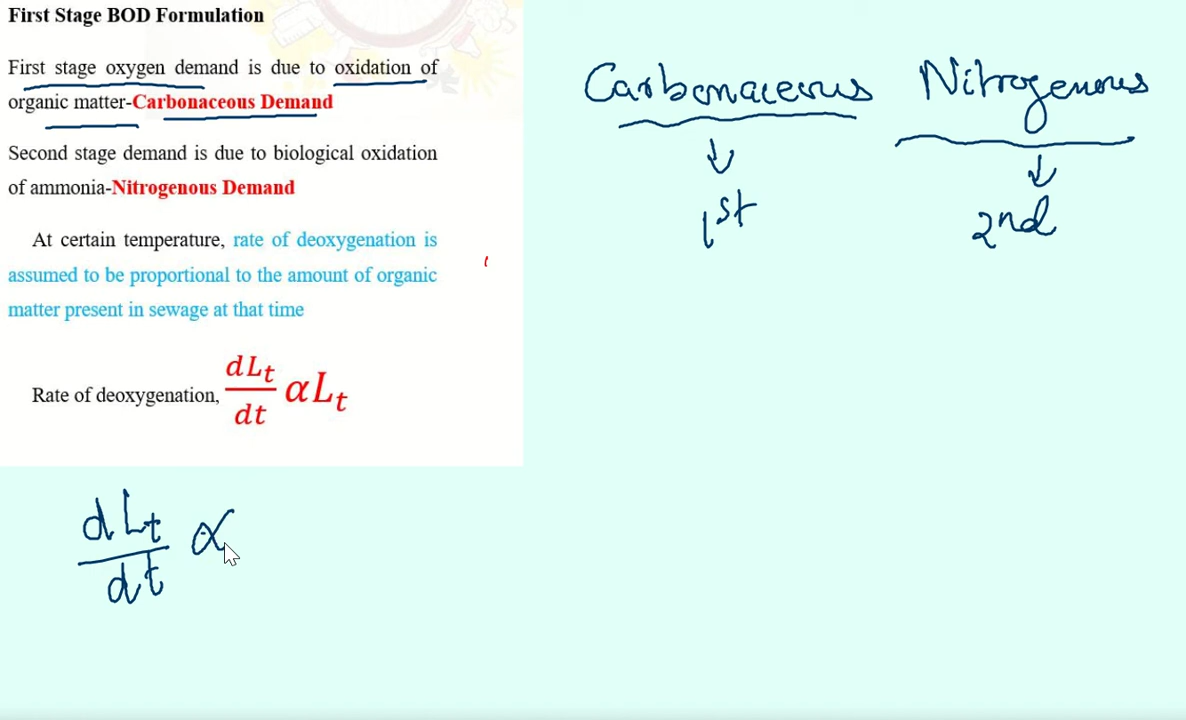 First Stage BOD Formulation
First stage oxygen demand is due to oxidation of
organic matter-Carbonaceous Demand
Second stage demand is due to biological oxidation
of ammonia-Nitrogenous Demand
At certain temperature, rate of deoxygenation is
assumed to be proportional to the amount of organic
matter present in sewage at that time
Rate of deoxygenation, dLt/dt αLt
Carbonaceous Nitrogenous
↓ ↓
1st 2nd
dLt/dt ∝